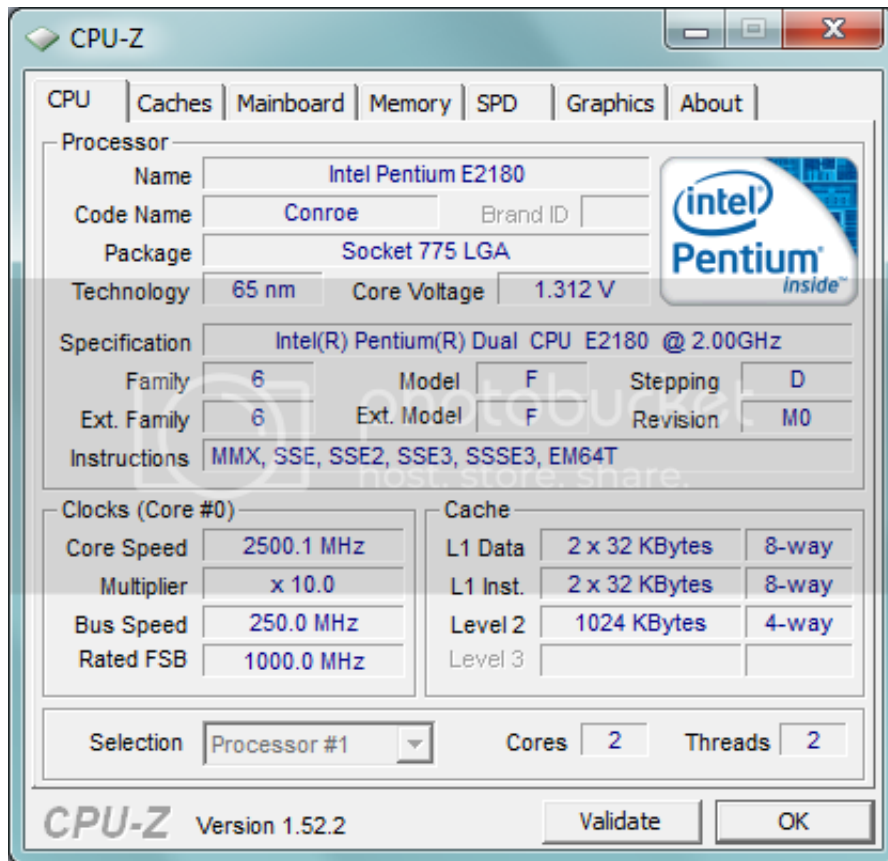 CPU-Z
CPU Caches Mainboard Memory SPD Graphics About
Processor
Name Intel Pentium E2180
Code Name Conroe Brand ID
Package Socket 775 LGA
Technology 65 nm Core Voltage 1.312 V
intel
Pentium
inside™
Specification Intel(R) Pentium(R) Dual CPU E2180 @ 2.00GHz
Family 6 Model F Stepping D
Ext. Family 6 Ext. Model F Revision M0
Instructions MMX, SSE, SSE2, SSE3, SSSE3, EM64T
photobucket
host. store. share.
Clocks (Core #0)
Core Speed 2500.1 MHz
Multiplier x 10.0
Bus Speed 250.0 MHz
Rated FSB 1000.0 MHz
Cache
L1 Data 2 x 32 KBytes 8-way
L1 Inst. 2 x 32 KBytes 8-way
Level 2 1024 KBytes 4-way
Level 3
Selection Processor #1 Cores 2 Threads 2
CPU-Z Version 1.52.2 Validate OK